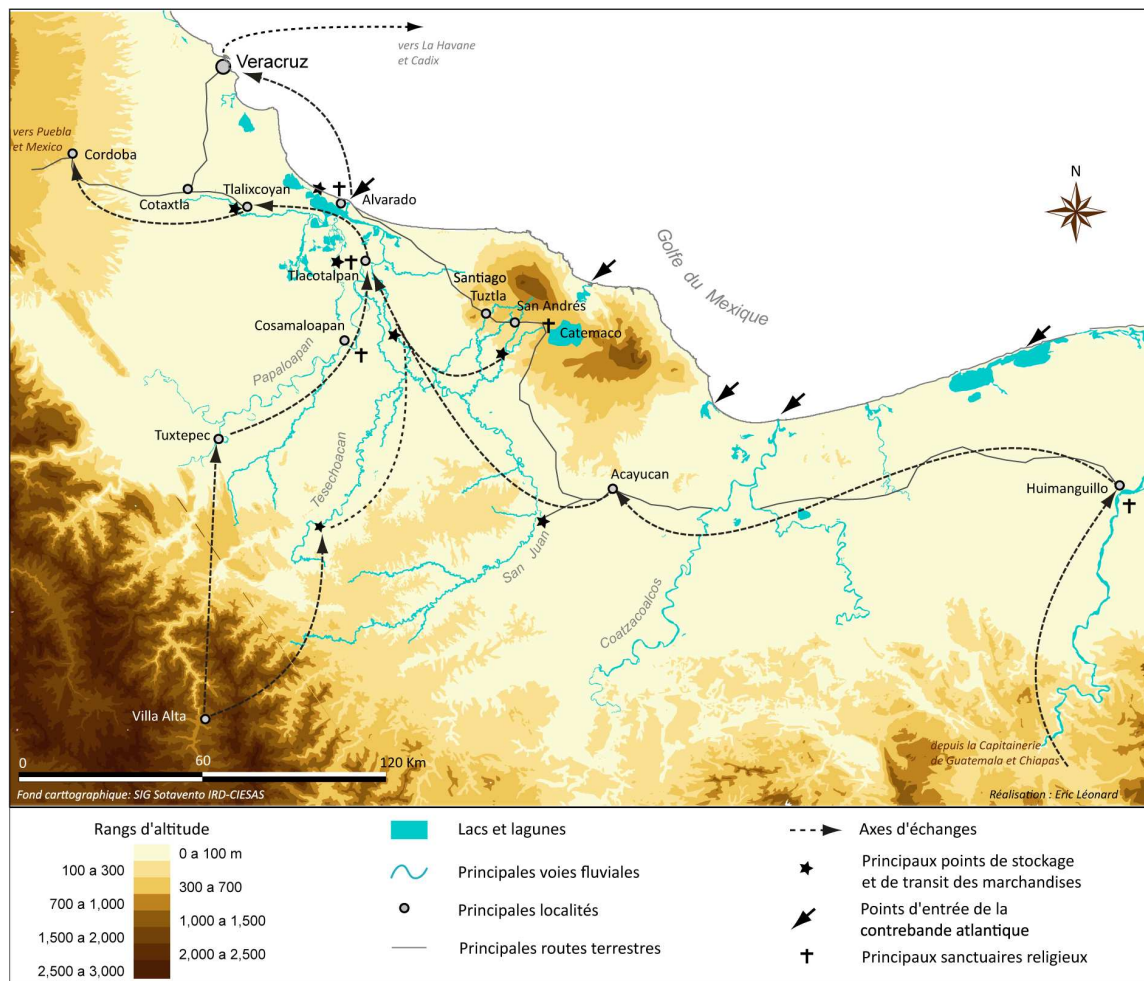 vers La Havane
et Cadix
Veracruz
vers Puebla
et Mexico
Cordoba
N
Tlalixcoyan
Cotaxtla
Alvarado
Golfe du Mexique
Tlacotalpan
Santiago
Tuztla
San Andrés
Catemaco
Cosamaloapan
Papaloapan
Tuxtepec
Tesechoacan
Acayucan
Huimanguillo
San Juan
Coatzacoalcos
Villa Alta
depuis la Capitainerie
de Guatemala et Chiapas
0
60
120 Km
Fond carttographique: SIG Sotavento IRD-CIESAS
Réalisation : Eric Léonard
Rangs d'altitude
0 a 100 m
100 a 300
300 a 700
700 a 1,000
1,000 a 1,500
1,500 a 2,000
2,000 a 2,500
2,500 a 3,000
Lacs et lagunes
Principales voies fluviales
Principales localités
Principales routes terrestres
Axes d'échanges
Principaux points de stockage
et de transit des marchandises
Points d'entrée de la
contrebande atlantique
Principaux sanctuaires religieux